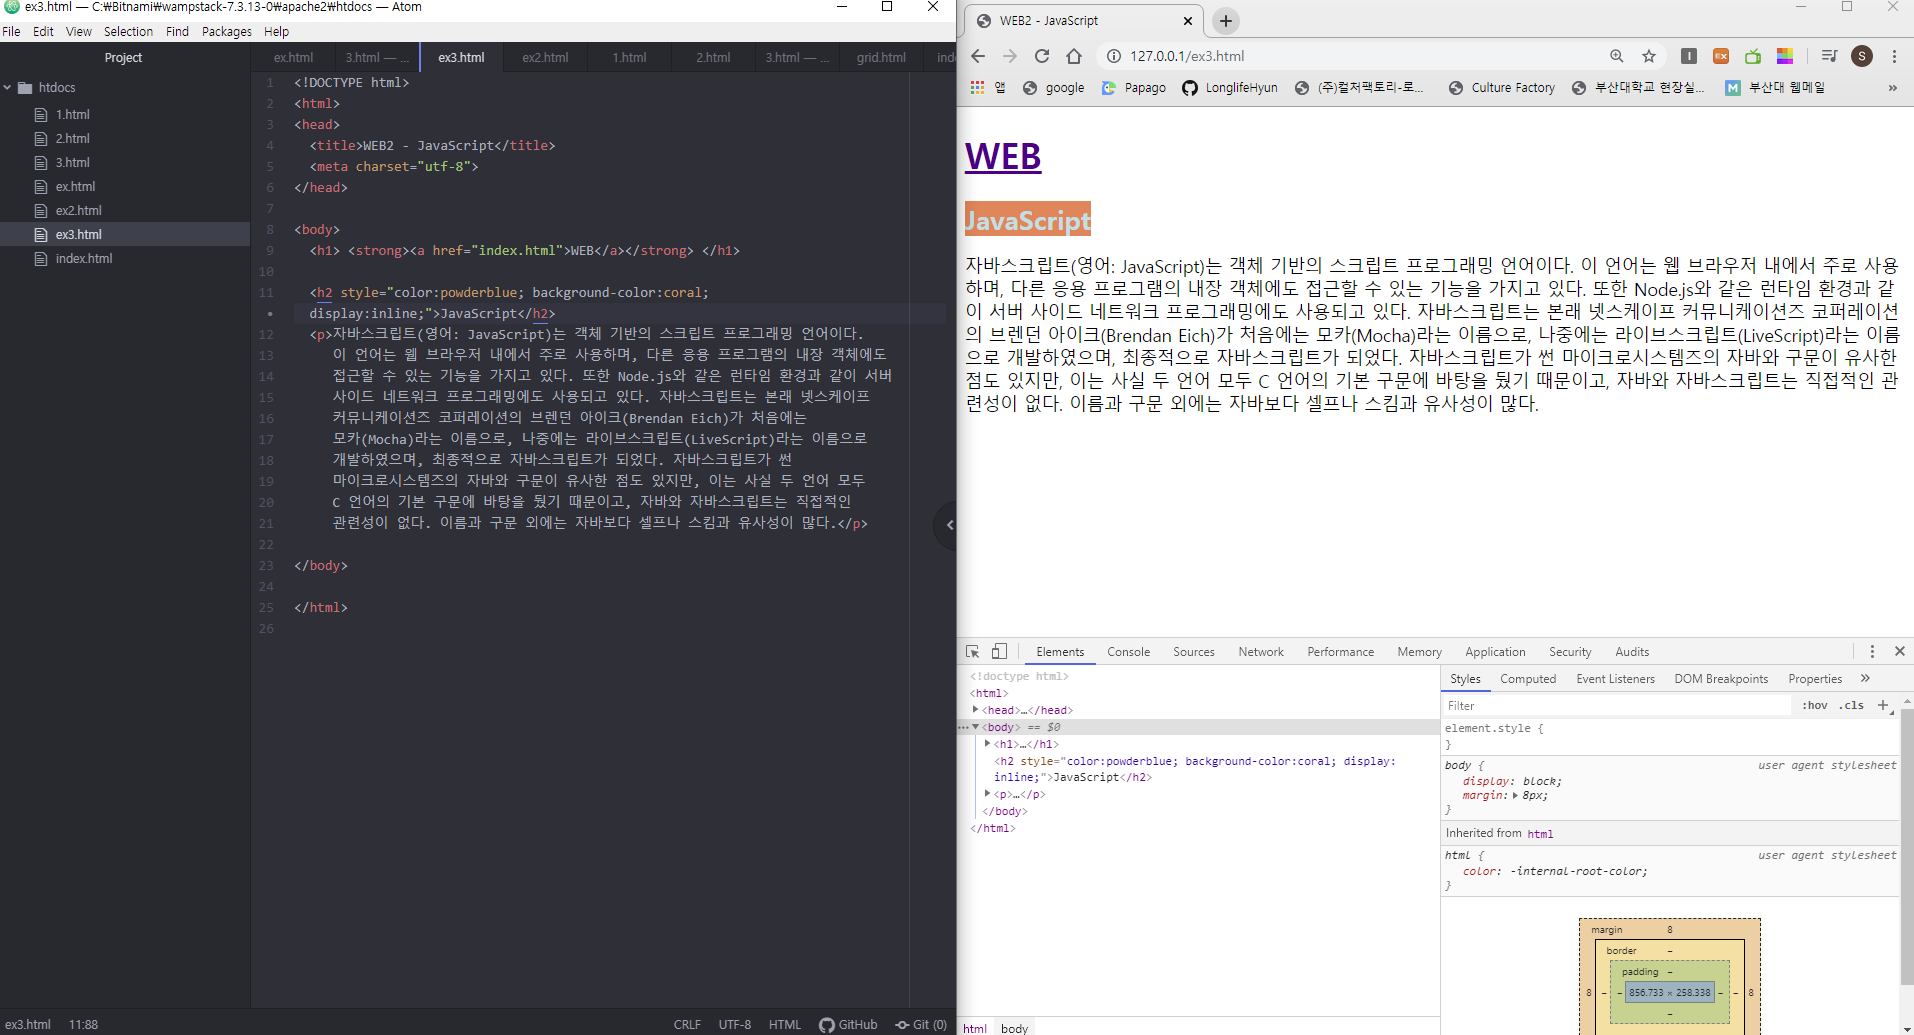 ex3.html — C:₩Bitnami₩wampstack-7.3.13-0₩apache2₩htdocs — Atom
File Edit View Selection Find Packages Help
Project
htdocs
1.html
2.html
3.html
ex.html
ex2.html
ex3.html
index.html
ex.html 3.html — ... ex3.html ex2.html 1.html 2.html 3.html — ... grid.html ind
1 <!DOCTYPE html>
2 <html>
3 <head>
4 <title>WEB2 - JavaScript</title>
5 <meta charset="utf-8">
6 </head>
7
8 <body>
9 <h1> <strong><a href="index.html">WEB</a></strong> </h1>
10
11 <h2 style="color:powderblue; background-color:coral;
• display:inline;">JavaScript</h2>
12 <p>자바스크립트(영어: JavaScript)는 객체 기반의 스크립트 프로그래밍 언어이다.
13 이 언어는 웹 브라우저 내에서 주로 사용하며, 다른 응용 프로그램의 내장 객체에도
14 접근할 수 있는 기능을 가지고 있다. 또한 Node.js와 같은 런타임 환경과 같이 서버
15 사이드 네트워크 프로그래밍에도 사용되고 있다. 자바스크립트는 본래 넷스케이프
16 커뮤니케이션즈 코퍼레이션의 브렌던 아이크(Brendan Eich)가 처음에는
17 모카(Mocha)라는 이름으로, 나중에는 라이브스크립트(LiveScript)라는 이름으로
18 개발하였으며, 최종적으로 자바스크립트가 되었다. 자바스크립트가 썬
19 마이크로시스템즈의 자바와 구문이 유사한 점도 있지만, 이는 사실 두 언어 모두
20 C 언어의 기본 구문에 바탕을 뒀기 때문이고, 자바와 자바스크립트는 직접적인
21 관련성이 없다. 이름과 구문 외에는 자바보다 셀프나 스킴과 유사성이 많다.</p>
22
23 </body>
24
25 </html>
26
ex3.html 11:88 CRLF UTF-8 HTML GitHub Git (0)
WEB2 - JavaScript
127.0.0.1/ex3.html
EX
S
앱 google Papago LonglifeHyun (주)컬처팩토리-로... Culture Factory 부산대학교 현장실... M 부산대 웹메일 »
WEB
JavaScript
자바스크립트(영어: JavaScript)는 객체 기반의 스크립트 프로그래밍 언어이다. 이 언어는 웹 브라우저 내에서 주로 사용
하며, 다른 응용 프로그램의 내장 객체에도 접근할 수 있는 기능을 가지고 있다. 또한 Node.js와 같은 런타임 환경과 같
이 서버 사이드 네트워크 프로그래밍에도 사용되고 있다. 자바스크립트는 본래 넷스케이프 커뮤니케이션즈 코퍼레이션
의 브렌던 아이크(Brendan Eich)가 처음에는 모카(Mocha)라는 이름으로, 나중에는 라이브스크립트(LiveScript)라는 이름
으로 개발하였으며, 최종적으로 자바스크립트가 되었다. 자바스크립트가 썬 마이크로시스템즈의 자바와 구문이 유사한
점도 있지만, 이는 사실 두 언어 모두 C 언어의 기본 구문에 바탕을 뒀기 때문이고, 자바와 자바스크립트는 직접적인 관
련성이 없다. 이름과 구문 외에는 자바보다 셀프나 스킴과 유사성이 많다.
Elements Console Sources Network Performance Memory Application Security Audits
<!doctype html>
<html>
<head>…</head>
<body> == $0
<h1>…</h1>
<h2 style="color:powderblue; background-color:coral; display:
inline;">JavaScript</h2>
<p>…</p>
</body>
</html>
html body
Styles Computed Event Listeners DOM Breakpoints Properties »
Filter :hov .cls +
element.style {
}
body { user agent stylesheet
display: block;
margin: 8px;
}
Inherited from html
html { user agent stylesheet
color: -internal-root-color;
}
margin 8
border –
padding –
8 – – 856.733 × 258.338 – – 8
–